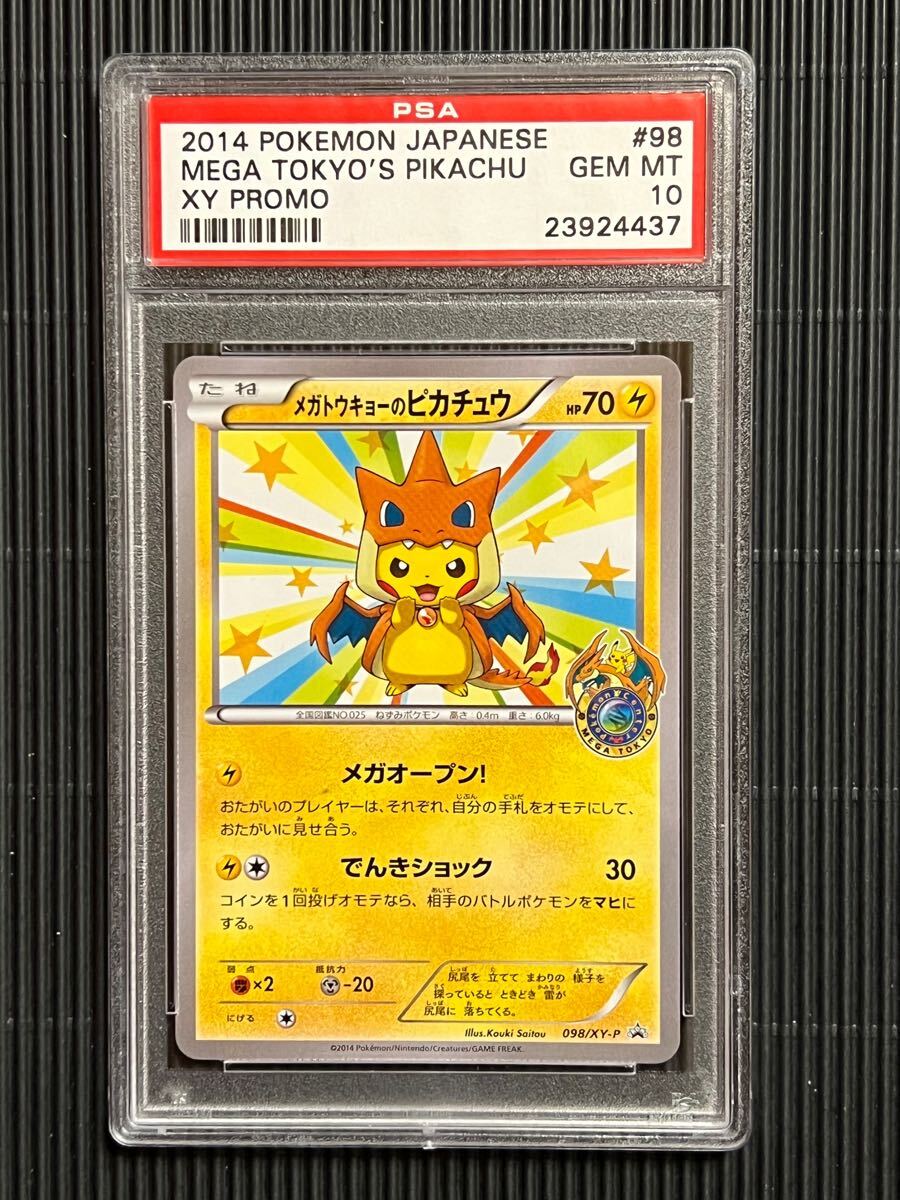 PSA
2014 POKEMON JAPANESE #98
MEGA TOKYO'S PIKACHU GEM MT
XY PROMO 10
23924437
たね メガトウキョーのピカチュウ HP70
全国図鑑NO.025 ねずみポケモン 高さ:0.4m 重さ:6.0kg
Pokémon Center
MEGA TOKYO
メガオープン!
おたがいのプレイヤーは、それぞれ、自分の手札をオモテにして、
おたがいに見せ合う。
でんきショック 30
コインを1回投げオモテなら、相手のバトルポケモンをマヒに
する。
弱点 抵抗力
×2 -20
にげる
尻尾を 立てて まわりの 様子を
探っていると ときどき 雷が
尻尾に 落ちてくる。
Illus.Kouki Saitou 098/XY-P
©2014 Pokémon/Nintendo/Creatures/GAME FREAK.